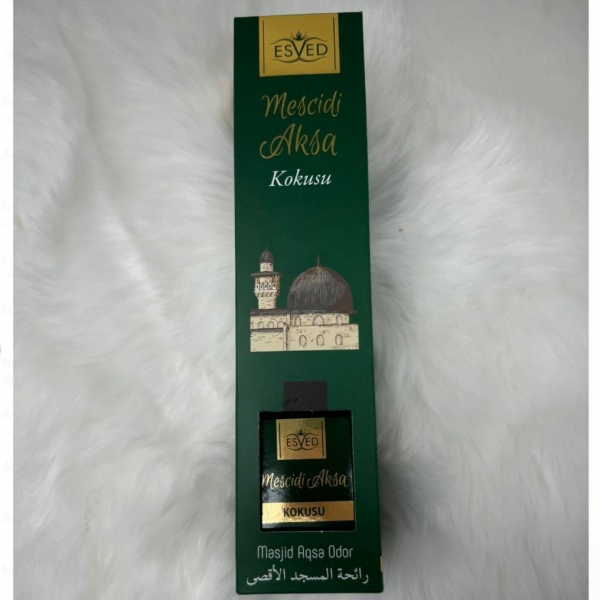 ESVED
Mescidi
Aksa
Kokusu
ESVED
Mescidi Aksa
KOKUSU
Masjid Aqsa Odor
رائحة المسجد الأقصى